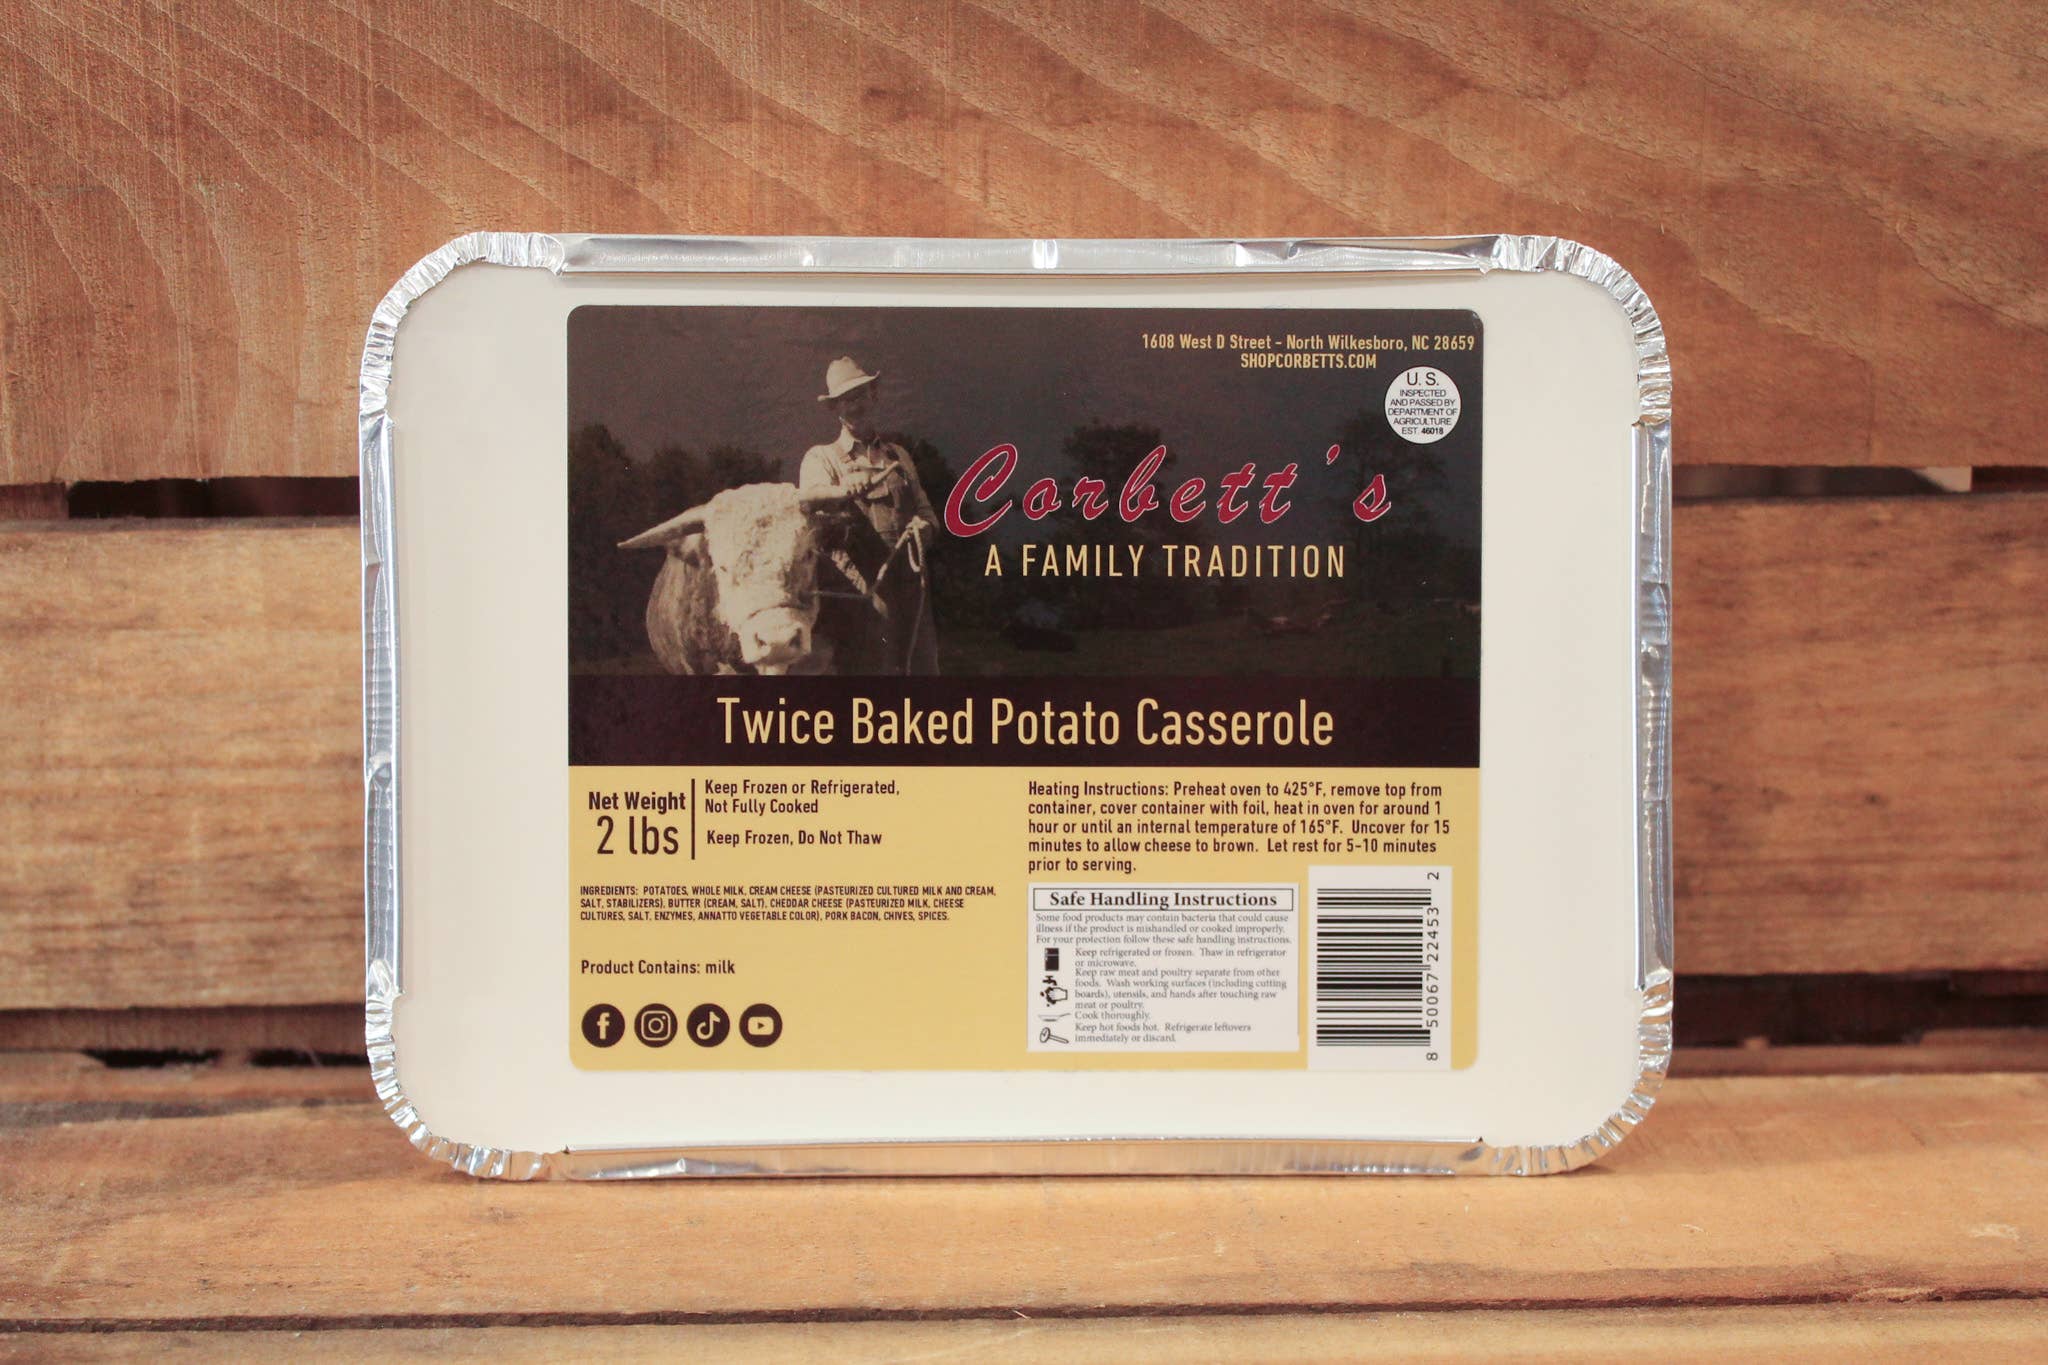 1608 West D Street - North Wilkesboro, NC 28659
SHOPCORBETTS.COM
U.S.
INSPECTED
AND PASSED BY
DEPARTMENT OF
AGRICULTURE
EST. 46018
Corbett's
A FAMILY TRADITION
Twice Baked Potato Casserole
Net Weight
2 lbs
Keep Frozen or Refrigerated,
Not Fully Cooked
Keep Frozen, Do Not Thaw
INGREDIENTS: POTATOES, WHOLE MILK, CREAM CHEESE (PASTEURIZED CULTURED MILK AND CREAM,
SALT, STABILIZERS), BUTTER (CREAM, SALT), CHEDDAR CHEESE (PASTEURIZED MILK, CHEESE
CULTURES, SALT, ENZYMES, ANNATTO VEGETABLE COLOR), PORK BACON, CHIVES, SPICES.
Product Contains: milk
Heating Instructions: Preheat oven to 425°F, remove top from
container, cover container with foil, heat in oven for around 1
hour or until an internal temperature of 165°F. Uncover for 15
minutes to allow cheese to brown. Let rest for 5-10 minutes
prior to serving.
Safe Handling Instructions
Some food products may contain bacteria that could cause
illness if the product is mishandled or cooked improperly.
For your protection follow these safe handling instructions.
Keep refrigerated or frozen. Thaw in refrigerator
or microwave.
Keep raw meat and poultry separate from other
foods. Wash working surfaces (including cutting
boards), utensils, and hands after touching raw
meat or poultry.
Cook thoroughly.
Keep hot foods hot. Refrigerate leftovers
immediately or discard.
8 50067 22453 2